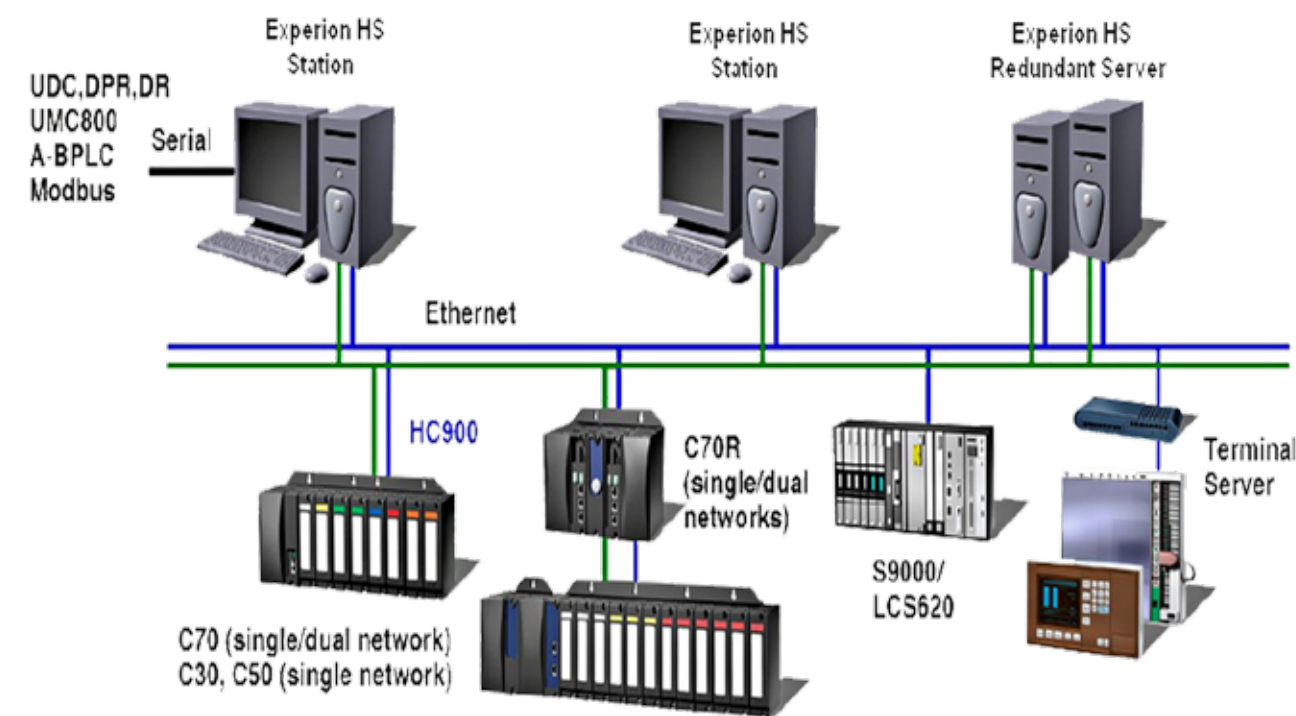 Experion HS
Station
Experion HS
Station
Experion HS
Redundant Server
UDC,DPR,DR
UMC800
A-BPLC
Modbus
Serial
Ethernet
HC900
C70R
(single/dual
networks)
Terminal
Server
S9000/
LCS620
C70 (single/dual network)
C30, C50 (single network)